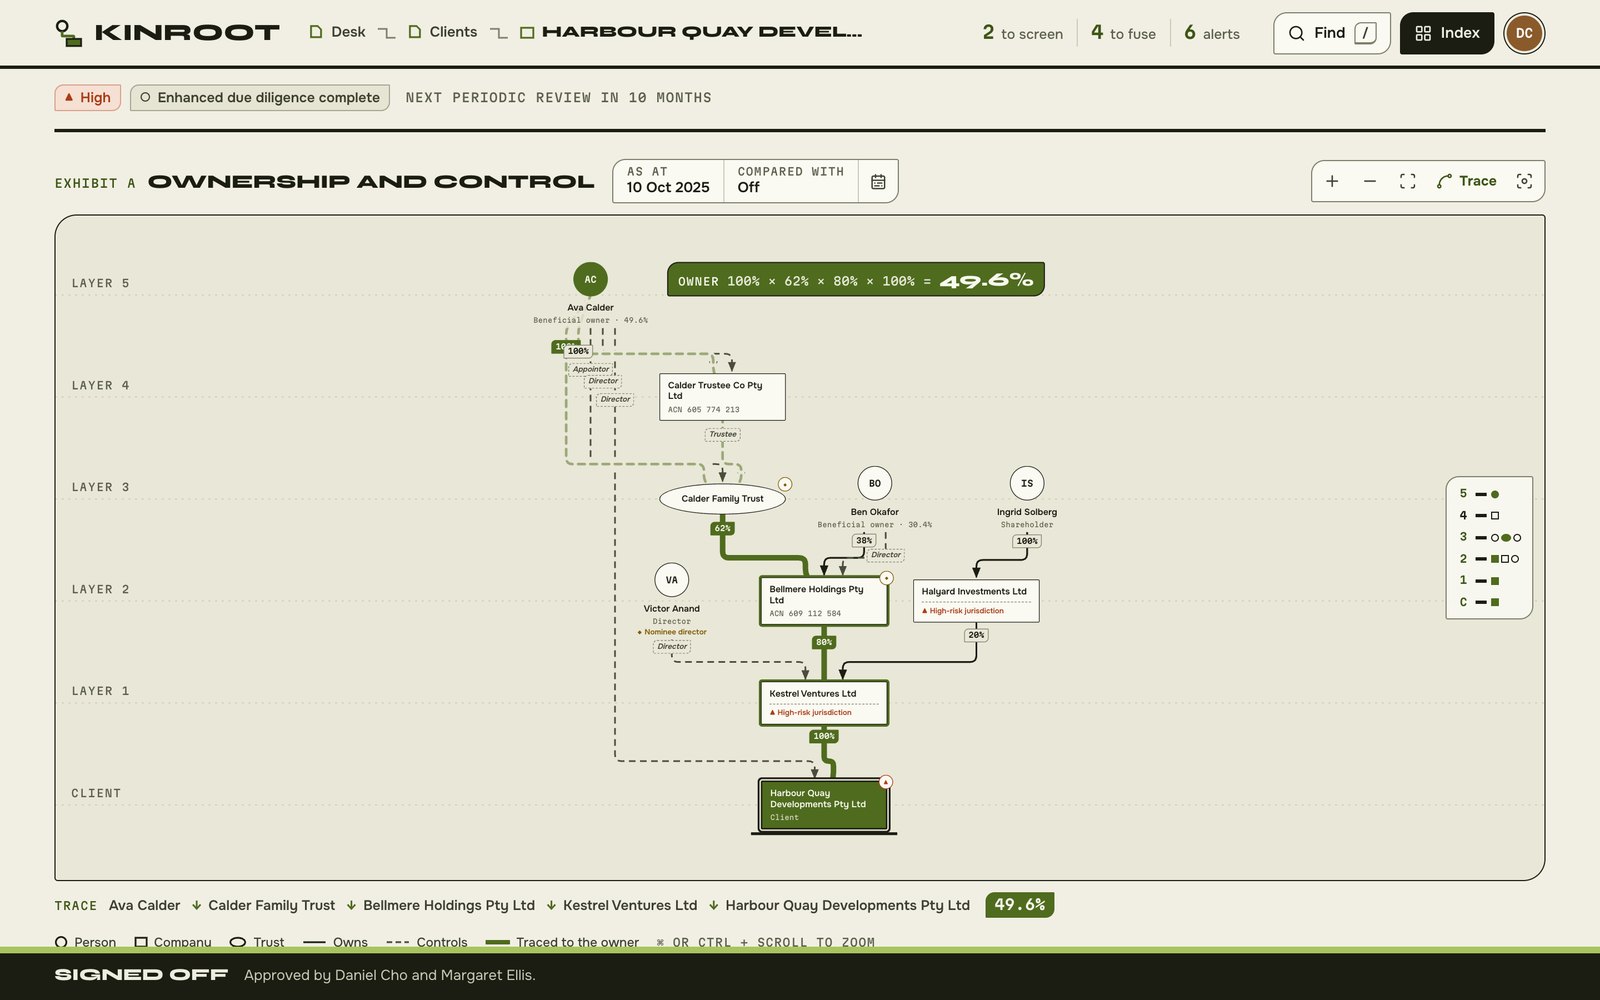 KINROOT
Desk
Clients
HARBOUR QUAY DEVEL...
2 to screen
4 to fuse
6 alerts
Find /
Index
DC
High
Enhanced due diligence complete
NEXT PERIODIC REVIEW IN 10 MONTHS
EXHIBIT A
OWNERSHIP AND CONTROL
AS AT
10 Oct 2025
COMPARED WITH
Off
Trace
LAYER 5
AC
Ava Calder
Beneficial owner · 49.6%
OWNER 100% × 62% × 80% × 100% = 49.6%
100%
Appointor
Director
Director
LAYER 4
Calder Trustee Co Pty
Ltd
ACN 605 774 213
Trustee
LAYER 3
Calder Family Trust
62%
BO
Ben Okafor
Beneficial owner · 30.4%
38%
Director
IS
Ingrid Solberg
Shareholder
100%
LAYER 2
VA
Victor Anand
Director
Nominee director
Director
Bellmere Holdings Pty
Ltd
ACN 609 112 584
80%
Halyard Investments Ltd
High-risk jurisdiction
20%
LAYER 1
Kestrel Ventures Ltd
High-risk jurisdiction
100%
CLIENT
Harbour Quay
Developments Pty Ltd
Client
5
4
3
2
1
C
TRACE Ava Calder ↓ Calder Family Trust ↓ Bellmere Holdings Pty Ltd ↓ Kestrel Ventures Ltd ↓ Harbour Quay Developments Pty Ltd 49.6%
Person Company Trust Owns Controls Traced to the owner ⌘ OR CTRL + SCROLL TO ZOOM
SIGNED OFF Approved by Daniel Cho and Margaret Ellis.